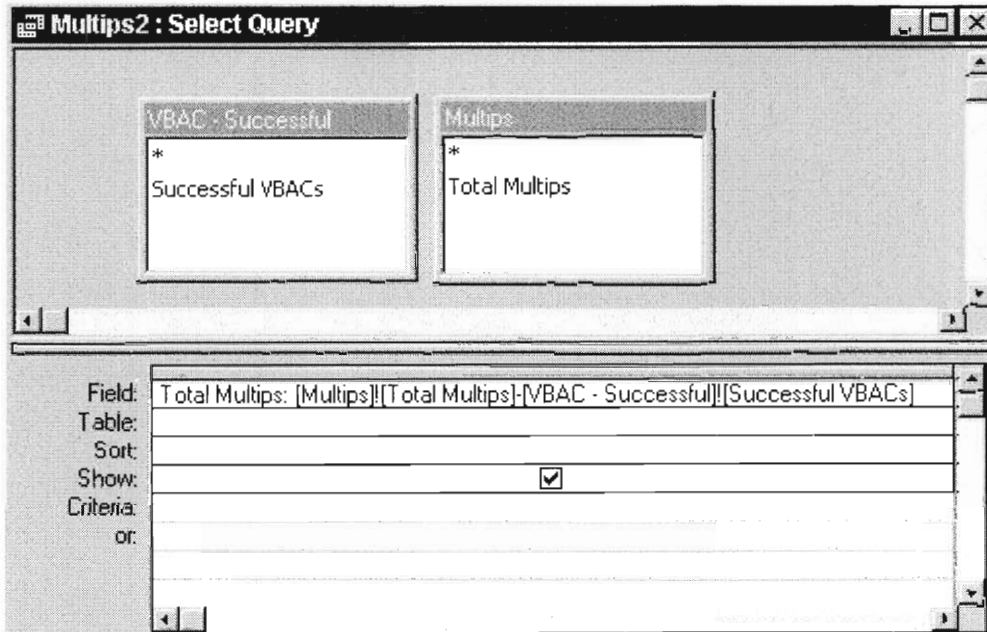 Multips2 : Select Query
VBAC - Successful
*
Successful VBACs
Multips
*
Total Multips
Field: Total Multips: [Multips]![Total Multips]-[VBAC - Successful]![Successful VBACs]
Table:
Sort:
Show:
Criteria:
or: